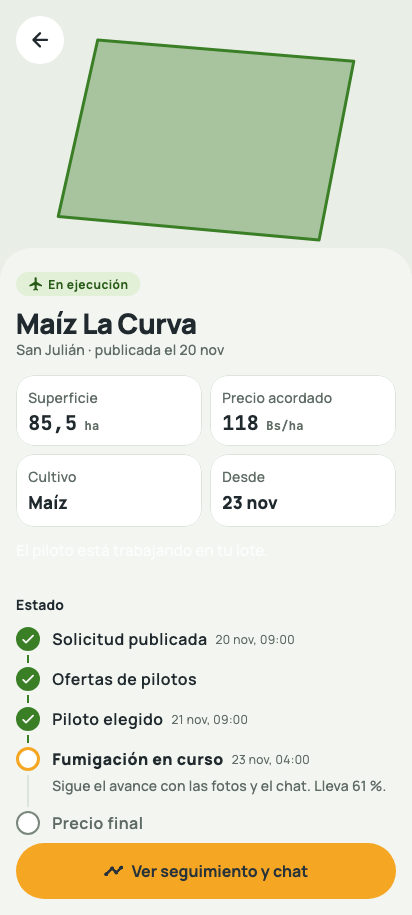 En ejecución
Maíz La Curva
San Julián · publicada el 20 nov
Superficie
85,5 ha
Precio acordado
118 Bs/ha
Cultivo
Maíz
Desde
23 nov
El piloto está trabajando en tu lote.
Estado
Solicitud publicada 20 nov, 09:00
Ofertas de pilotos
Piloto elegido 21 nov, 09:00
Fumigación en curso 23 nov, 04:00
Sigue el avance con las fotos y el chat. Lleva 61 %.
Precio final
Ver seguimiento y chat